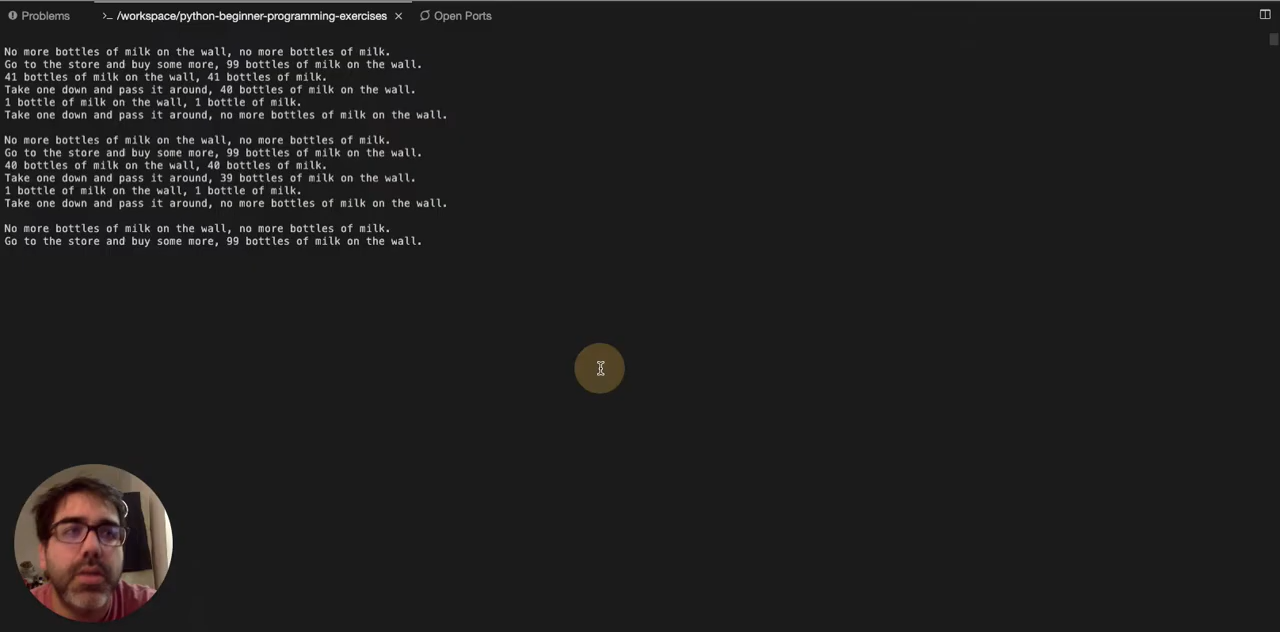 Problems
>_ /workspace/python-beginner-programming-exercises ×
Open Ports
No more bottles of milk on the wall, no more bottles of milk.
Go to the store and buy some more, 99 bottles of milk on the wall.
41 bottles of milk on the wall, 41 bottles of milk.
Take one down and pass it around, 40 bottles of milk on the wall.
1 bottle of milk on the wall, 1 bottle of milk.
Take one down and pass it around, no more bottles of milk on the wall.
No more bottles of milk on the wall, no more bottles of milk.
Go to the store and buy some more, 99 bottles of milk on the wall.
40 bottles of milk on the wall, 40 bottles of milk.
Take one down and pass it around, 39 bottles of milk on the wall.
1 bottle of milk on the wall, 1 bottle of milk.
Take one down and pass it around, no more bottles of milk on the wall.
No more bottles of milk on the wall, no more bottles of milk.
Go to the store and buy some more, 99 bottles of milk on the wall.